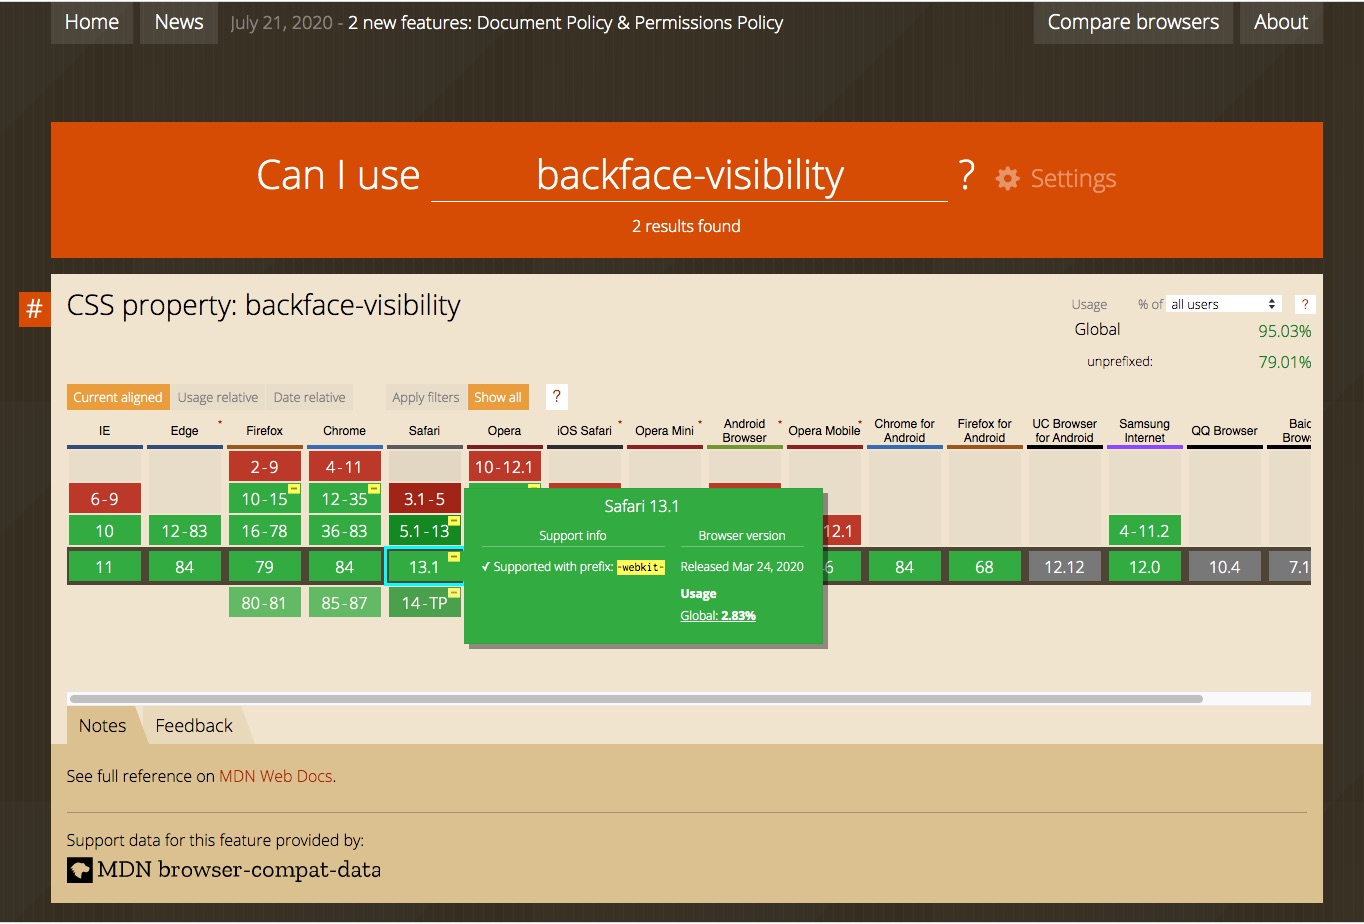 Home News July 21, 2020 - 2 new features: Document Policy & Permissions Policy Compare browsers About
Can I use backface-visibility ? Settings
2 results found
# CSS property: backface-visibility
Usage % of all users ?
Global 95.03%
unprefixed: 79.01%
Current aligned Usage relative Date relative Apply filters Show all ?
IE Edge * Firefox Chrome Safari Opera iOS Safari * Opera Mini * Android Browser * Opera Mobile * Chrome for Android Firefox for Android UC Browser for Android Samsung Internet QQ Browser
2-9 4-11 10-12.1
6-9 10-15 12-35 3.1-5
10 12-83 16-78 36-83 5.1-13 12.1 4-11.2
11 84 79 84 13.1 84 68 12.12 12.0 10.4 7.1
80-81 85-87 14-TP
Safari 13.1
Support info Browser version
✔ Supported with prefix: -webkit- Released Mar 24, 2020
Usage
Global: 2.83%
Notes Feedback
See full reference on MDN Web Docs.
Support data for this feature provided by:
MDN browser-compat-data